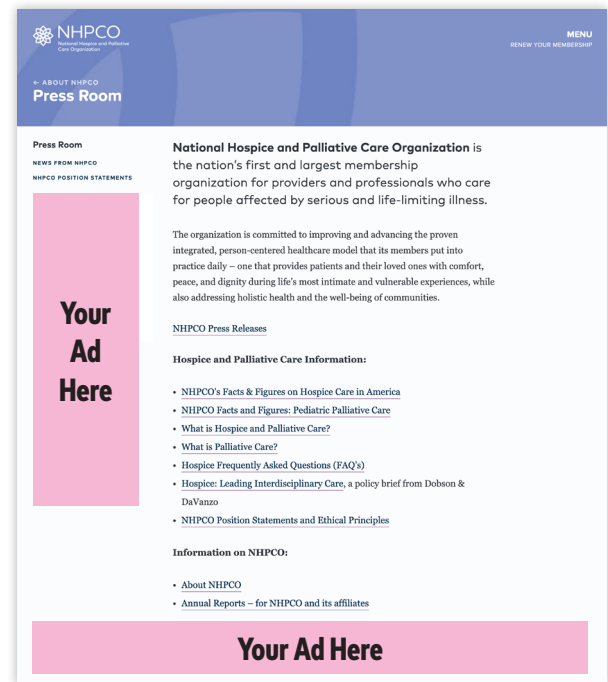 NHPCO
National Hospice and Palliative
Care Organization
MENU
RENEW YOUR MEMBERSHIP
← ABOUT NHPCO
Press Room
Press Room
NEWS FROM NHPCO
NHPCO POSITION STATEMENTS
Your
Ad
Here
National Hospice and Palliative Care Organization is
the nation's first and largest membership
organization for providers and professionals who care
for people affected by serious and life-limiting illness.
The organization is committed to improving and advancing the proven
integrated, person-centered healthcare model that its members put into
practice daily – one that provides patients and their loved ones with comfort,
peace, and dignity during life's most intimate and vulnerable experiences, while
also addressing holistic health and the well-being of communities.
NHPCO Press Releases
Hospice and Palliative Care Information:
• NHPCO's Facts & Figures on Hospice Care in America
• NHPCO Facts and Figures: Pediatric Palliative Care
• What is Hospice and Palliative Care?
• What is Palliative Care?
• Hospice Frequently Asked Questions (FAQ's)
• Hospice: Leading Interdisciplinary Care, a policy brief from Dobson &
DaVanzo
• NHPCO Position Statements and Ethical Principles
Information on NHPCO:
• About NHPCO
• Annual Reports – for NHPCO and its affiliates
Your Ad Here